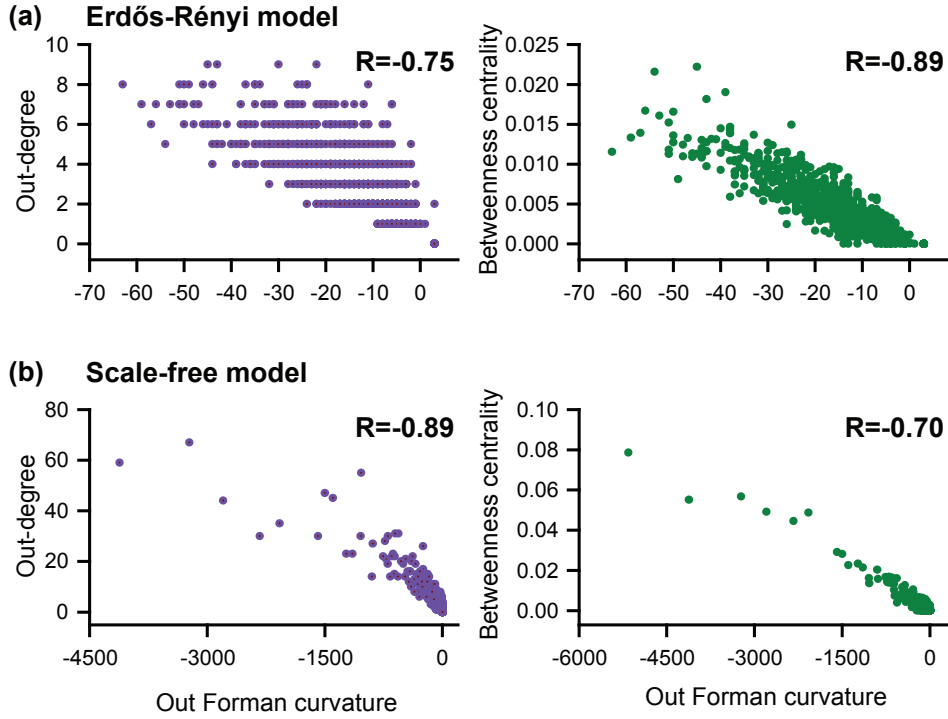 (a) Erdős-Rényi model
R=-0.75
Out-degree
10
8
6
4
2
0
-70 -60 -50 -40 -30 -20 -10 0
R=-0.89
Betweenness centrality
0.025
0.020
0.015
0.010
0.005
0.000
-70 -60 -50 -40 -30 -20 -10 0
(b) Scale-free model
R=-0.89
Out-degree
80
60
40
20
0
-4500 -3000 -1500 0
Out Forman curvature
R=-0.70
Betweenness centrality
0.10
0.08
0.06
0.04
0.02
0.00
-6000 -4500 -3000 -1500 0
Out Forman curvature